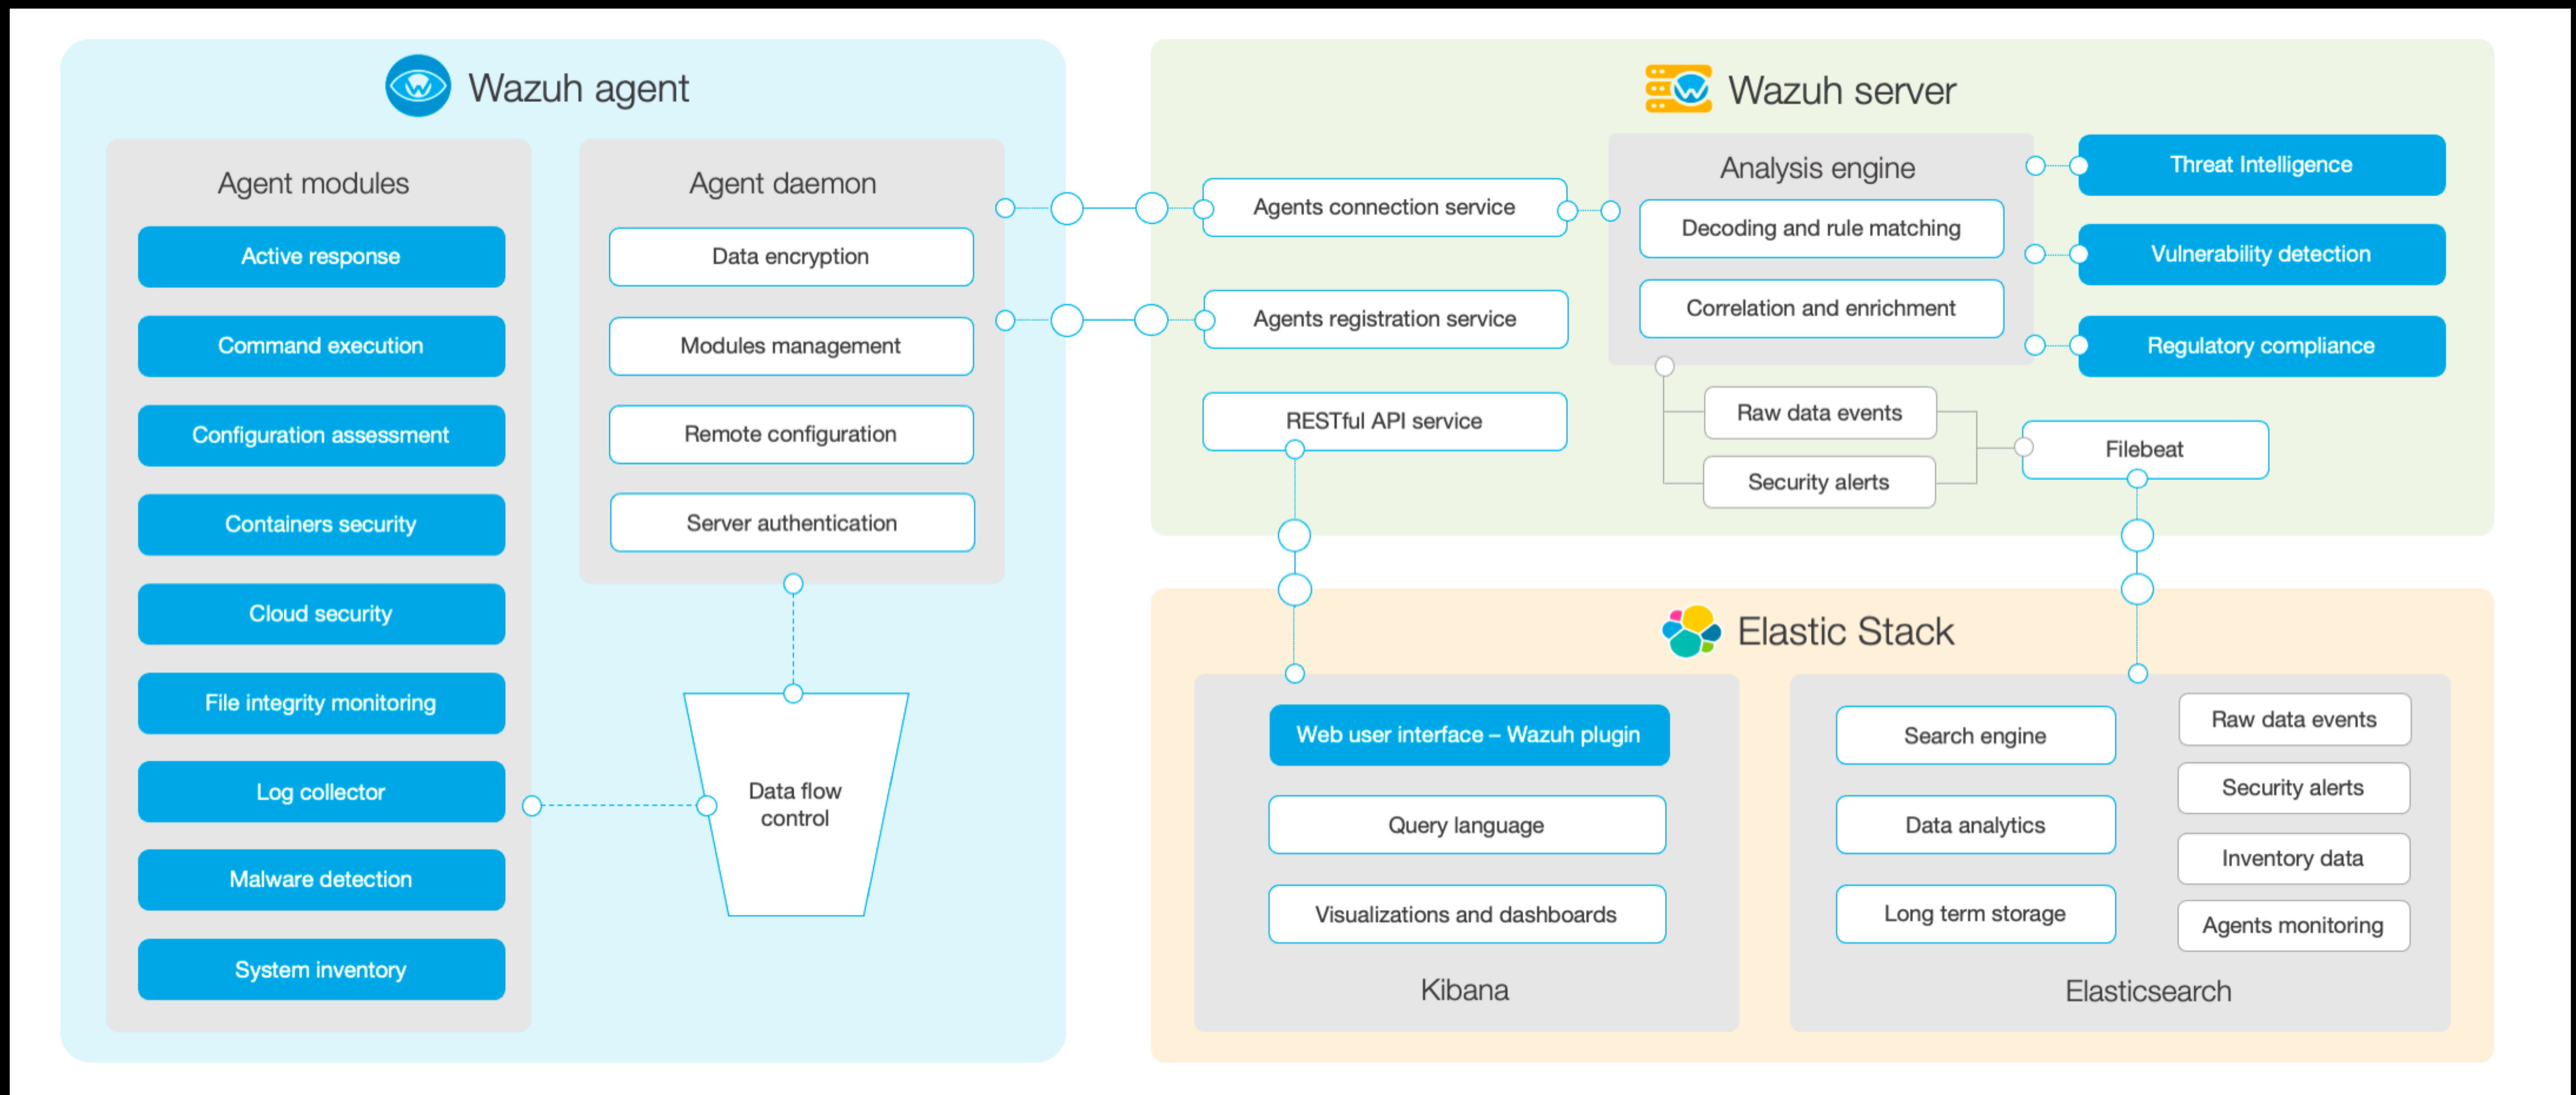 Wazuh agent
Agent modules
Active response
Command execution
Configuration assessment
Containers security
Cloud security
File integrity monitoring
Log collector
Malware detection
System inventory
Agent daemon
Data encryption
Modules management
Remote configuration
Server authentication
Data flow
control
Wazuh server
Agents connection service
Agents registration service
RESTful API service
Analysis engine
Decoding and rule matching
Correlation and enrichment
Threat Intelligence
Vulnerability detection
Regulatory compliance
Raw data events
Security alerts
Filebeat
Elastic Stack
Web user interface – Wazuh plugin
Query language
Visualizations and dashboards
Kibana
Search engine
Data analytics
Long term storage
Raw data events
Security alerts
Inventory data
Agents monitoring
Elasticsearch